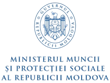 MINISTERUL MUNCII
ȘI PROTECȚIEI SOCIALE
AL REPUBLICII MOLDOVA